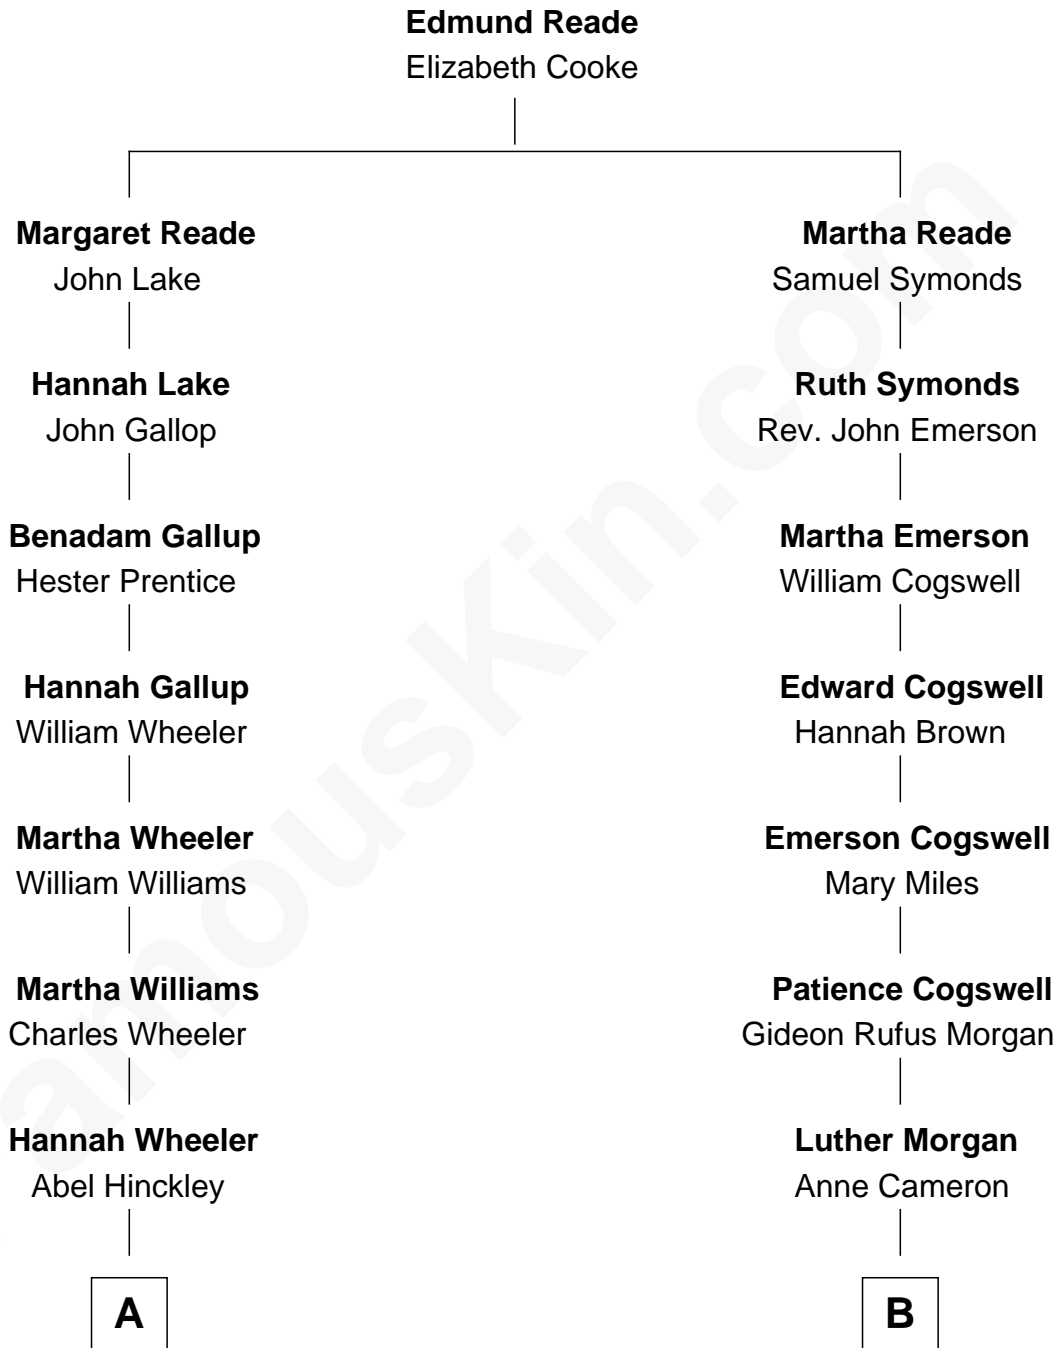 Edmund Reade
Elizabeth Cooke
Margaret Reade
John Lake
Martha Reade
Samuel Symonds
Hannah Lake
John Gallop
Ruth Symonds
Rev. John Emerson
Benadam Gallup
Hester Prentice
Martha Emerson
William Cogswell
Hannah Gallup
William Wheeler
Edward Cogswell
Hannah Brown
Martha Wheeler
William Williams
Emerson Cogswell
Mary Miles
Martha Williams
Charles Wheeler
Patience Cogswell
Gideon Rufus Morgan
Hannah Wheeler
Abel Hinckley
Luther Morgan
Anne Cameron
A
B
amouskin.com